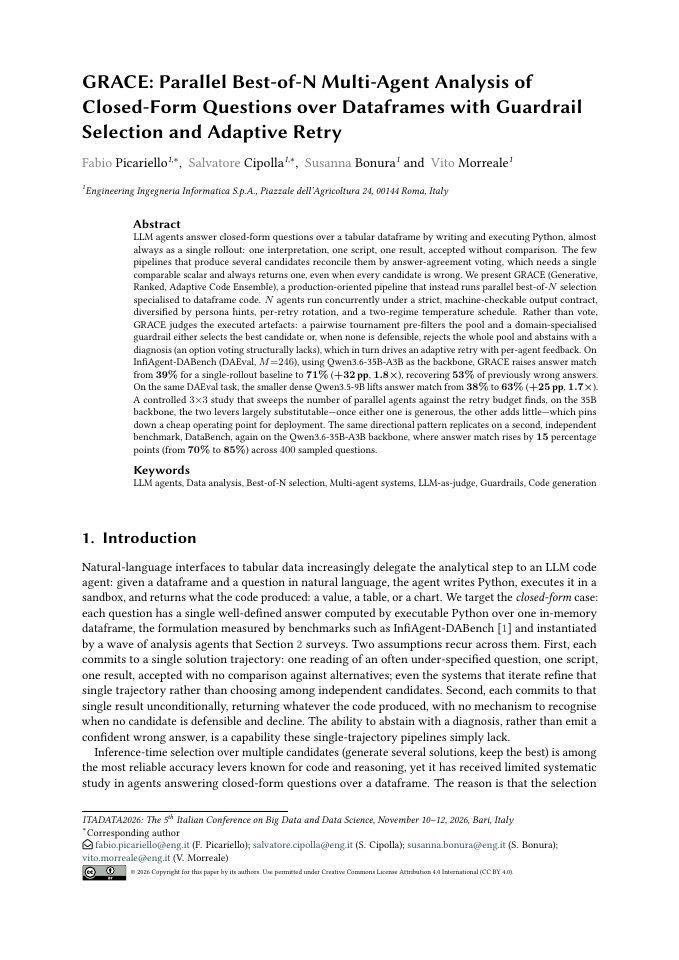 GRACE: Parallel Best-of-N Multi-Agent Analysis of
Closed-Form Questions over Dataframes with Guardrail
Selection and Adaptive Retry
Fabio Picariello1,*, Salvatore Cipolla1,*, Susanna Bonura1 and Vito Morreale1
1Engineering Ingegneria Informatica S.p.A., Piazzale dell'Agricoltura 24, 00144 Roma, Italy
Abstract
LLM agents answer closed-form questions over a tabular dataframe by writing and executing Python, almost
always as a single rollout: one interpretation, one script, one result, accepted without comparison. The few
pipelines that produce several candidates reconcile them by answer-agreement voting, which needs a single
comparable scalar and always returns one, even when every candidate is wrong. We present GRACE (Generative,
Ranked, Adaptive Code Ensemble), a production-oriented pipeline that instead runs parallel best-of-N selection
specialised to dataframe code. N agents run concurrently under a strict, machine-checkable output contract,
diversified by persona hints, per-retry rotation, and a two-regime temperature schedule. Rather than vote,
GRACE judges the executed artefacts: a pairwise tournament pre-filters the pool and a domain-specialised
guardrail either selects the best candidate or, when none is defensible, rejects the whole pool and abstains with a
diagnosis (an option voting structurally lacks), which in turn drives an adaptive retry with per-agent feedback. On
InfiAgent-DABench (DAEval, M=246), using Qwen3.6-35B-A3B as the backbone, GRACE raises answer match
from 39% for a single-rollout baseline to 71% (+32 pp, 1.8×), recovering 53% of previously wrong answers.
On the same DAEval task, the smaller dense Qwen3.5-9B lifts answer match from 38% to 63% (+25 pp, 1.7×).
A controlled 3×3 study that sweeps the number of parallel agents against the retry budget finds, on the 35B
backbone, the two levers largely substitutable—once either one is generous, the other adds little—which pins
down a cheap operating point for deployment. The same directional pattern replicates on a second, independent
benchmark, DataBench, again on the Qwen3.6-35B-A3B backbone, where answer match rises by 15 percentage
points (from 70% to 85%) across 400 sampled questions.
Keywords
LLM agents, Data analysis, Best-of-N selection, Multi-agent systems, LLM-as-judge, Guardrails, Code generation
1. Introduction
Natural-language interfaces to tabular data increasingly delegate the analytical step to an LLM code
agent: given a dataframe and a question in natural language, the agent writes Python, executes it in a
sandbox, and returns what the code produced: a value, a table, or a chart. We target the closed-form case:
each question has a single well-defined answer computed by executable Python over one in-memory
dataframe, the formulation measured by benchmarks such as InfiAgent-DABench [1] and instantiated
by a wave of analysis agents that Section 2 surveys. Two assumptions recur across them. First, each
commits to a single solution trajectory: one reading of an often under-specified question, one script,
one result, accepted with no comparison against alternatives; even the systems that iterate refine that
single trajectory rather than choosing among independent candidates. Second, each commits to that
single result unconditionally, returning whatever the code produced, with no mechanism to recognise
when no candidate is defensible and decline. The ability to abstain with a diagnosis, rather than emit a
confident wrong answer, is a capability these single-trajectory pipelines simply lack.
Inference-time selection over multiple candidates (generate several solutions, keep the best) is among
the most reliable accuracy levers known for code and reasoning, yet it has received limited systematic
study in agents answering closed-form questions over a dataframe. The reason is that the selection
ITADATA2026: The 5th Italian Conference on Big Data and Data Science, November 10–12, 2026, Bari, Italy
*Corresponding author
fabio.picariello@eng.it (F. Picariello); salvatore.cipolla@eng.it (S. Cipolla); susanna.bonura@eng.it (S. Bonura);
vito.morreale@eng.it (V. Morreale)
© 2026 Copyright for this paper by its authors. Use permitted under Creative Commons License Attribution 4.0 International (CC BY 4.0).